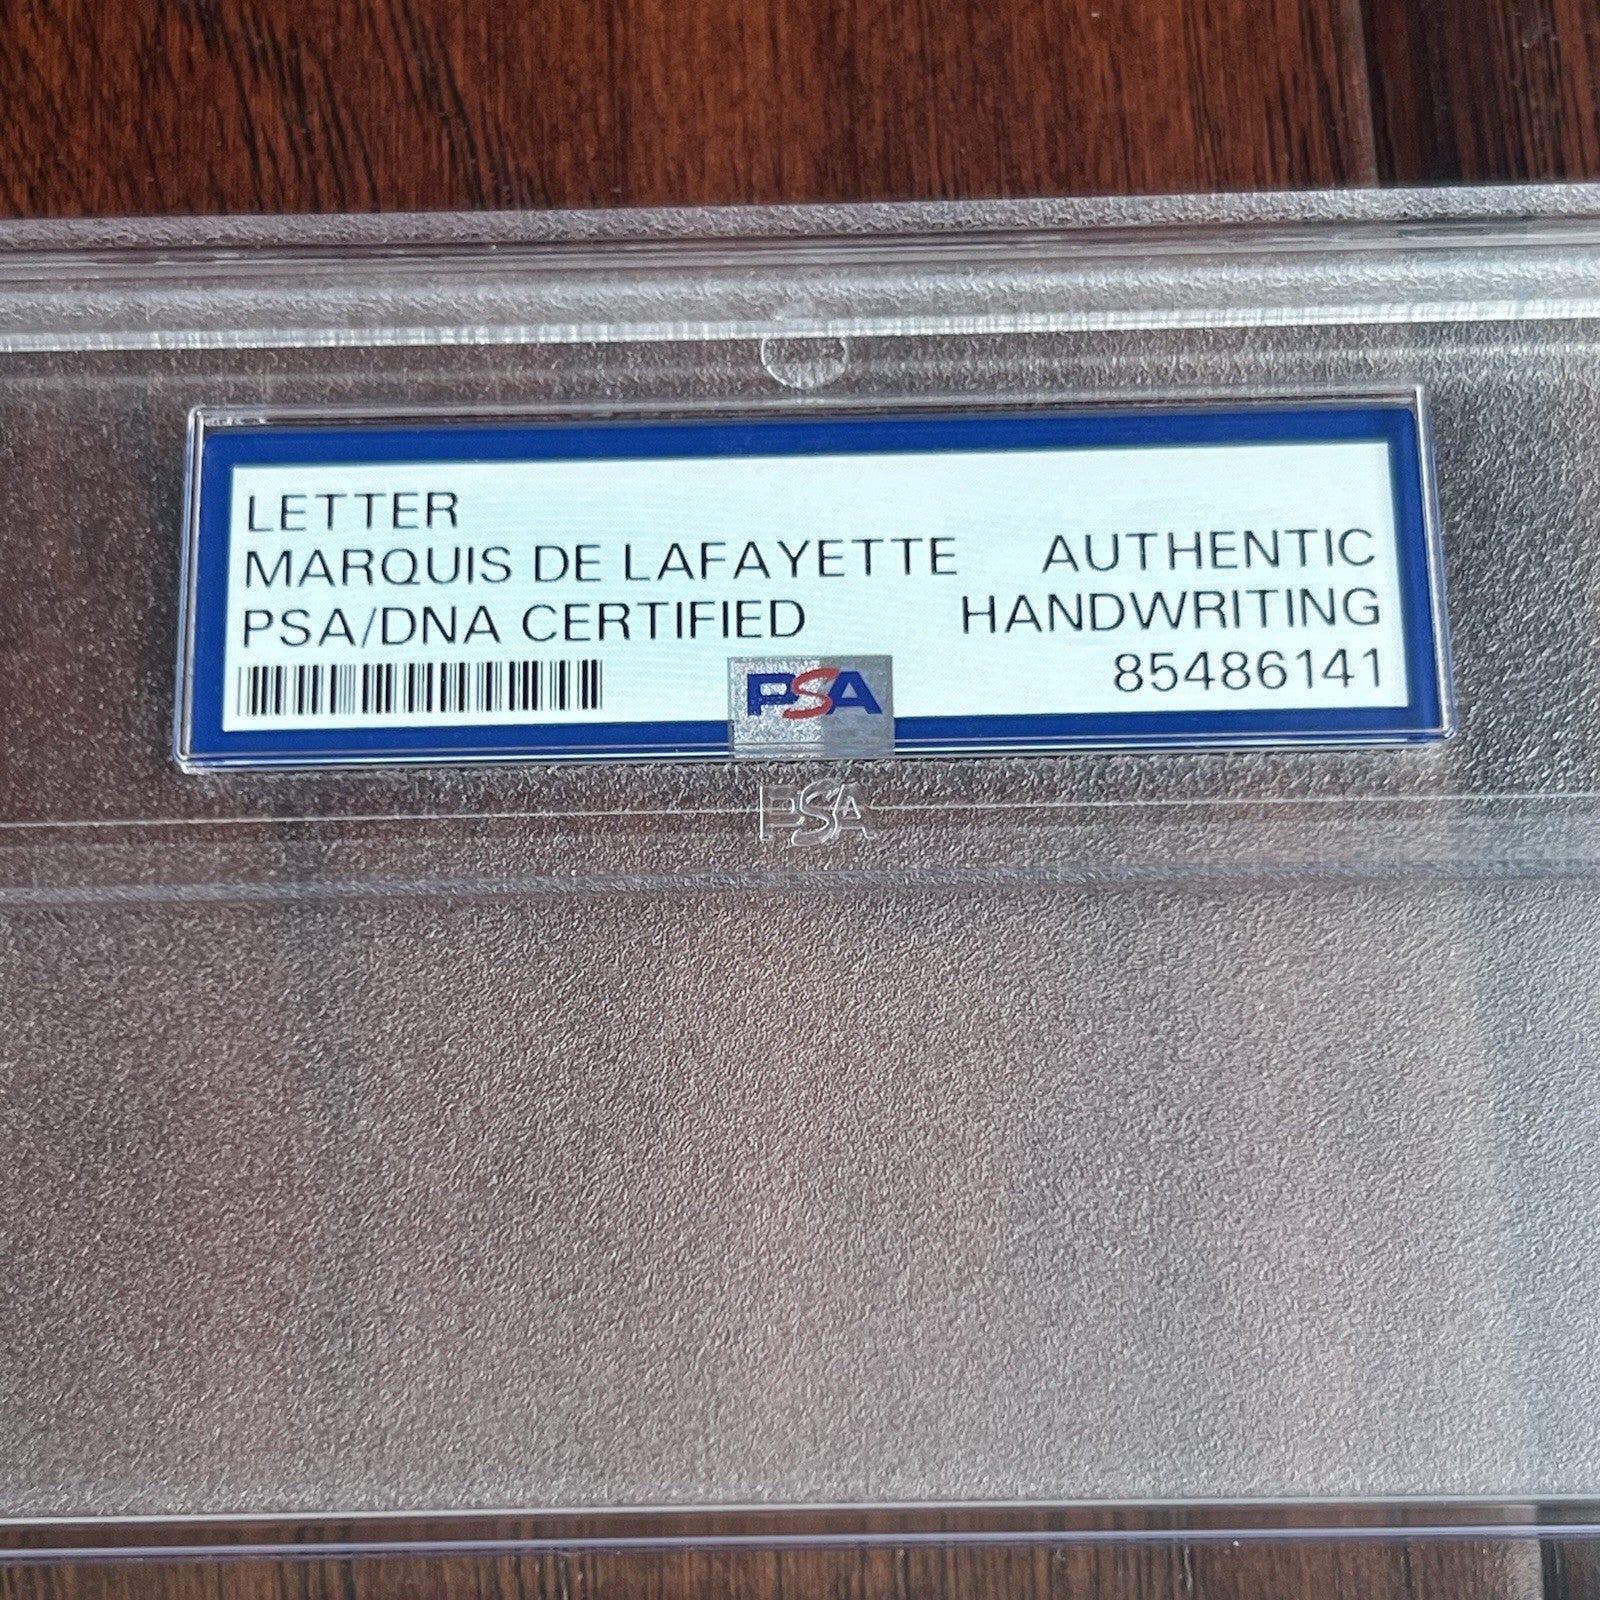 LETTER
MARQUIS DE LAFAYETTE AUTHENTIC
PSA/DNA CERTIFIED HANDWRITING
85486141
PSA
PSA